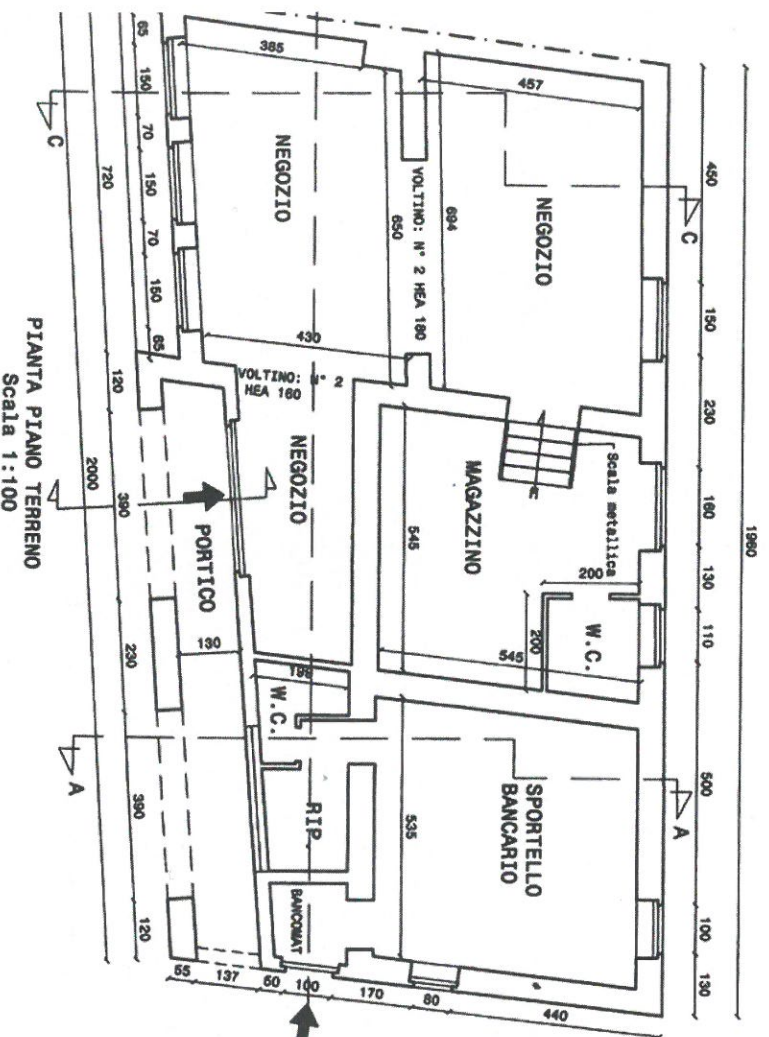 1960
450
150
230
160
130
110
500
100
130
C
A
457
NEGOZIO
694
VOLTINO: N° 2 HEA 180
650
385
NEGOZIO
430
VOLTINO: N° 2
HEA 160
NEGOZIO
Scala metallica
MAGAZZINO
545
545
200
200
W.C.
SPORTELLO
BANCARIO
535
W.C.
RIP
BANCOMAT
PORTICO
130
C
A
65
150
70
150
70
150
65
720
120
390
230
390
120
2000
55
137
60
100
170
80
440
PIANTA PIANO TERRENO
Scala 1:100